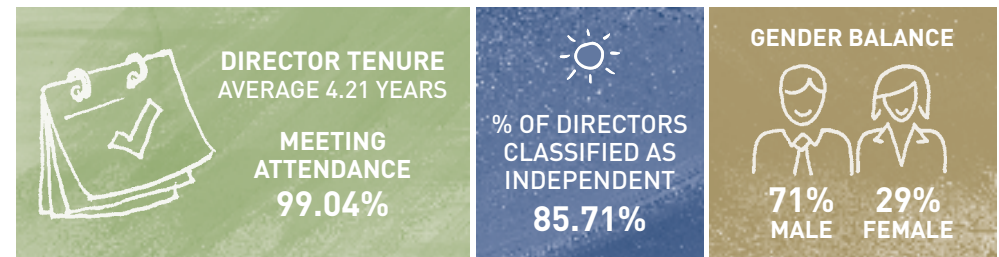 DIRECTOR TENURE
AVERAGE 4.21 YEARS
MEETING
ATTENDANCE
99.04%
% OF DIRECTORS
CLASSIFIED AS
INDEPENDENT
85.71%
GENDER BALANCE
71% 29%
MALE FEMALE